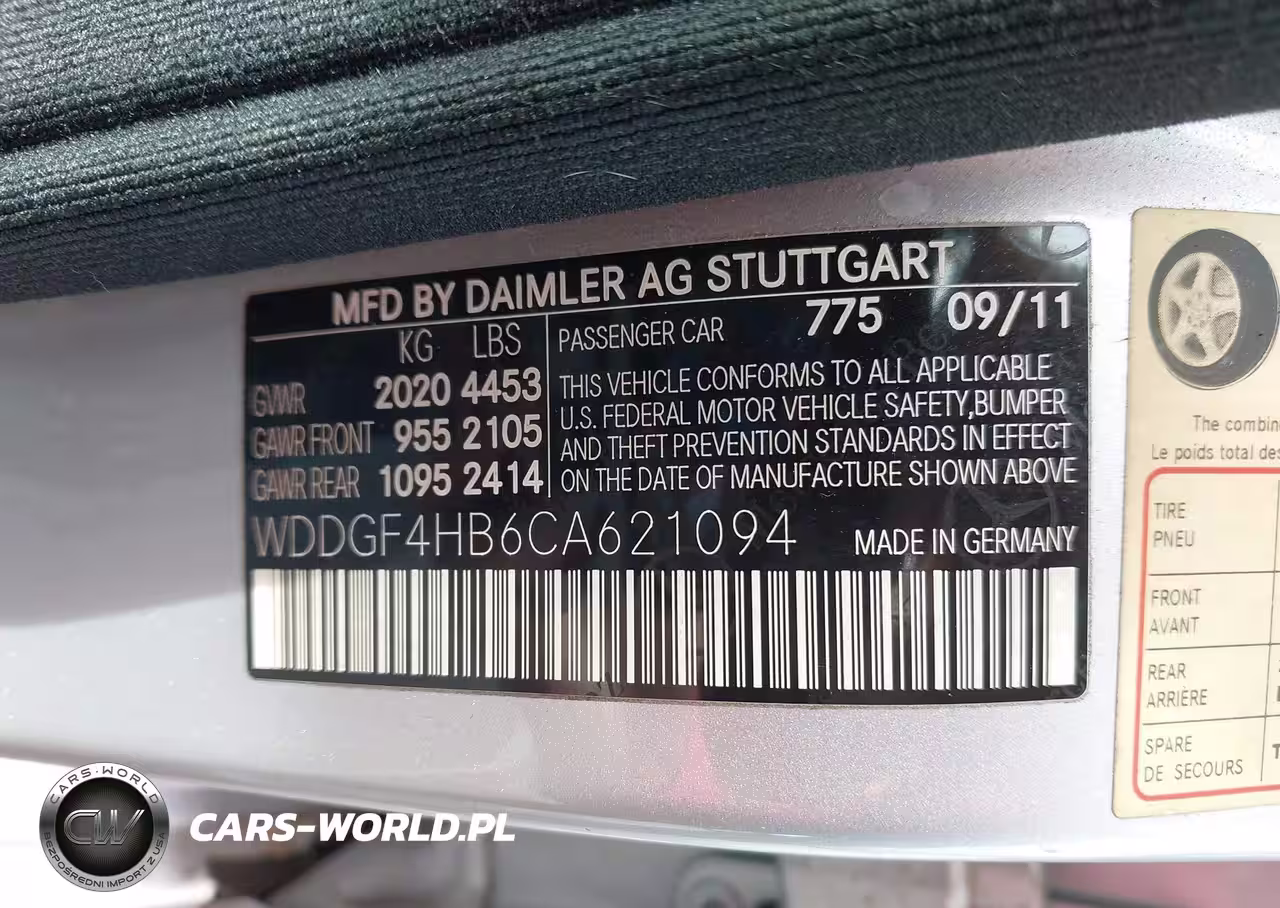 MFD BY DAIMLER AG STUTTGART
KG LBS
PASSENGER CAR 775 09/11
GVWR 2020 4453
GAWR FRONT 955 2105
GAWR REAR 1095 2414
THIS VEHICLE CONFORMS TO ALL APPLICABLE
U.S. FEDERAL MOTOR VEHICLE SAFETY,BUMPER
AND THEFT PREVENTION STANDARDS IN EFFECT
ON THE DATE OF MANUFACTURE SHOWN ABOVE
WDDGF4HB6CA621094 MADE IN GERMANY
The combin
Le poids total des
TIRE
PNEU
FRONT
AVANT
REAR
ARRIÈRE
SPARE
DE SECOURS
CARS-WORLD
CW
BEZPOŚREDNI IMPORT Z USA
CARS-WORLD.PL